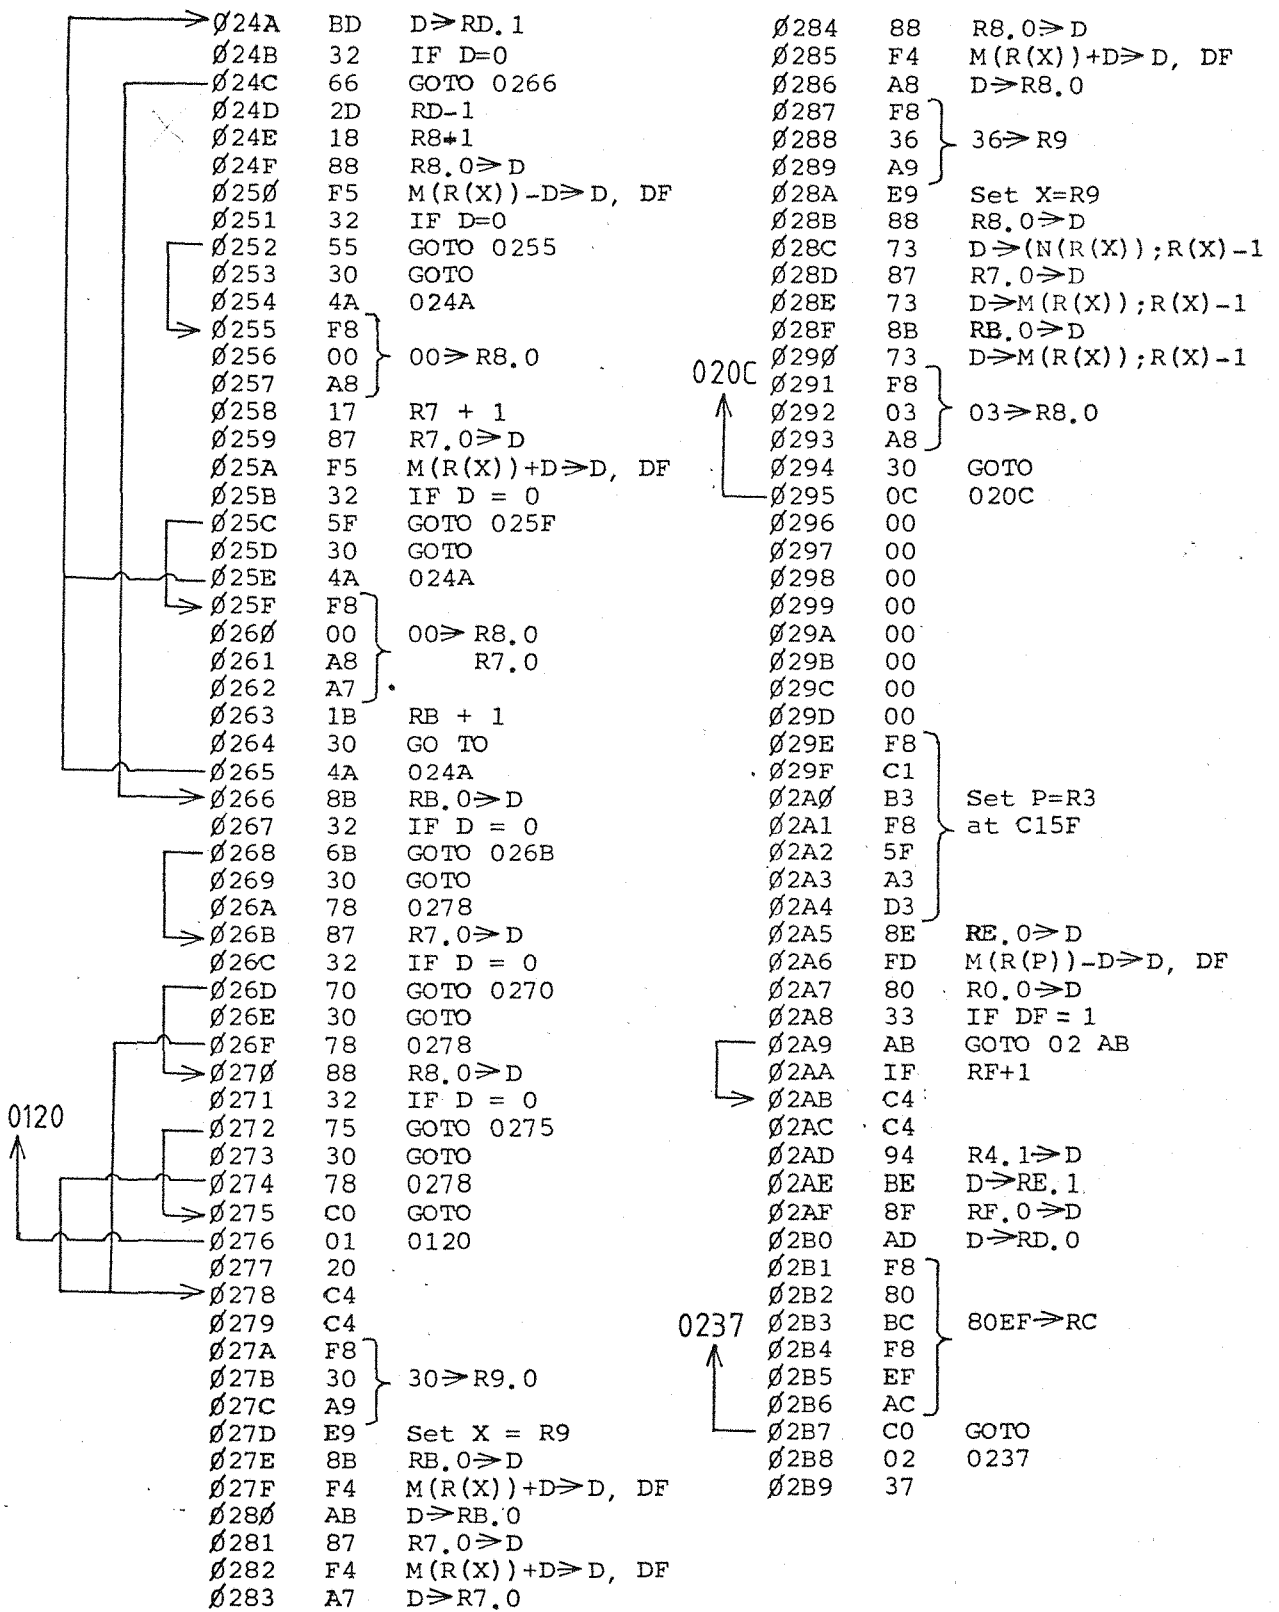 Ø24A BD D⇒RD.1
Ø24B 32 IF D=0
Ø24C 66 GOTO 0266
Ø24D 2D RD-1
Ø24E 18 R8+1
Ø24F 88 R8.0⇒D
Ø25Ø F5 M(R(X))-D⇒D, DF
Ø251 32 IF D=0
Ø252 55 GOTO 0255
Ø253 30 GOTO
Ø254 4A 024A
Ø255 F8
Ø256 00 00⇒R8.0
Ø257 A8
Ø258 17 R7 + 1
Ø259 87 R7.0⇒D
Ø25A F5 M(R(X))+D⇒D, DF
Ø25B 32 IF D = 0
Ø25C 5F GOTO 025F
Ø25D 30 GOTO
Ø25E 4A 024A
Ø25F F8
Ø26Ø 00 00⇒R8.0
Ø261 A8 R7.0
Ø262 A7
Ø263 1B RB + 1
Ø264 30 GO TO
Ø265 4A 024A
Ø266 8B RB.0⇒D
Ø267 32 IF D = 0
Ø268 6B GOTO 026B
Ø269 30 GOTO
Ø26A 78 0278
Ø26B 87 R7.0⇒D
Ø26C 32 IF D = 0
Ø26D 70 GOTO 0270
Ø26E 30 GOTO
Ø26F 78 0278
Ø27Ø 88 R8.0⇒D
Ø271 32 IF D = 0
0120
Ø272 75 GOTO 0275
Ø273 30 GOTO
Ø274 78 0278
Ø275 C0 GOTO
Ø276 01 0120
Ø277 20
Ø278 C4
Ø279 C4
Ø27A F8
Ø27B 30 30⇒R9.0
Ø27C A9
Ø27D E9 Set X = R9
Ø27E 8B RB.0⇒D
Ø27F F4 M(R(X))+D⇒D, DF
Ø28Ø AB D⇒RB.0
Ø281 87 R7.0⇒D
Ø282 F4 M(R(X))+D⇒D, DF
Ø283 A7 D⇒R7.0
Ø284 88 R8.0⇒D
Ø285 F4 M(R(X))+D⇒D, DF
Ø286 A8 D⇒R8.0
Ø287 F8
Ø288 36 36⇒R9
Ø289 A9
Ø28A E9 Set X=R9
Ø28B 88 R8.0⇒D
Ø28C 73 D⇒(N(R(X));R(X)-1
Ø28D 87 R7.0⇒D
Ø28E 73 D⇒M(R(X));R(X)-1
Ø28F 8B RB.0⇒D
Ø29Ø 73 D⇒M(R(X));R(X)-1
020C
Ø291 F8
Ø292 03 03⇒R8.0
Ø293 A8
Ø294 30 GOTO
Ø295 0C 020C
Ø296 00
Ø297 00
Ø298 00
Ø299 00
Ø29A 00
Ø29B 00
Ø29C 00
Ø29D 00
Ø29E F8
Ø29F C1
Ø2AØ B3 Set P=R3
Ø2A1 F8 at C15F
Ø2A2 5F
Ø2A3 A3
Ø2A4 D3
Ø2A5 8E RE.0⇒D
Ø2A6 FD M(R(P))-D⇒D, DF
Ø2A7 80 R0.0⇒D
Ø2A8 33 IF DF = 1
Ø2A9 AB GOTO 02 AB
Ø2AA IF RF+1
Ø2AB C4
Ø2AC C4
Ø2AD 94 R4.1⇒D
Ø2AE BE D⇒RE.1
Ø2AF 8F RF.0⇒D
Ø2B0 AD D⇒RD.0
Ø2B1 F8
Ø2B2 80
0237
Ø2B3 BC 80EF⇒RC
Ø2B4 F8
Ø2B5 EF
Ø2B6 AC
Ø2B7 C0 GOTO
Ø2B8 02 0237
Ø2B9 37